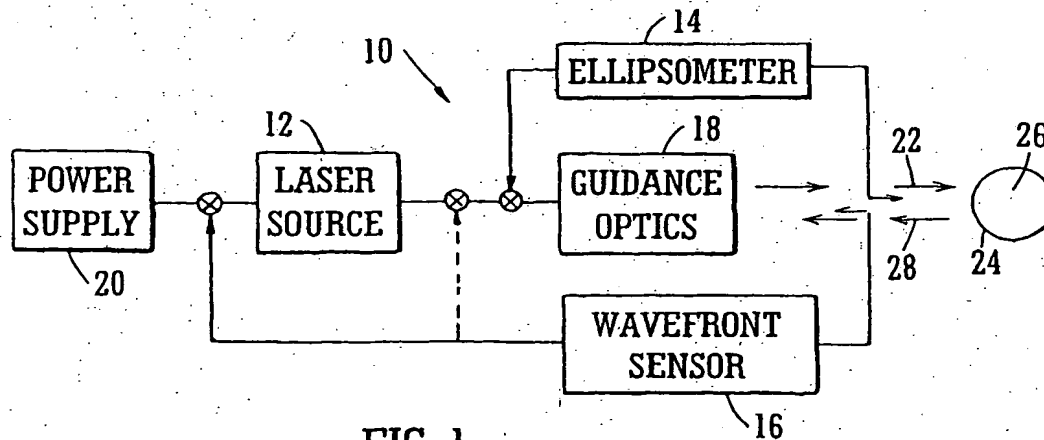 14
10
ELLIPSOMETER
12
18
22
26
POWER
SUPPLY
LASER
SOURCE
GUIDANCE
OPTICS
20
28
24
WAVEFRONT
SENSOR
16